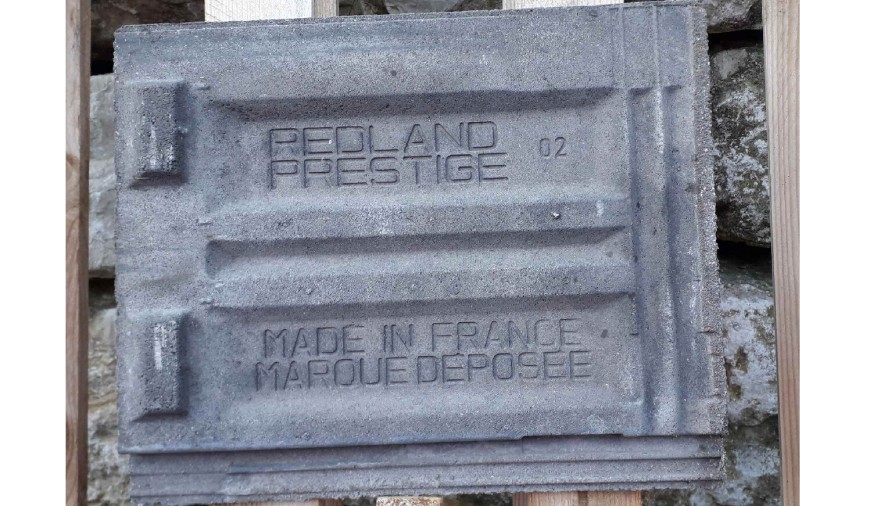 REDLAND
PRESTIGE 02
MADE IN FRANCE
MARQUE DEPOSEE